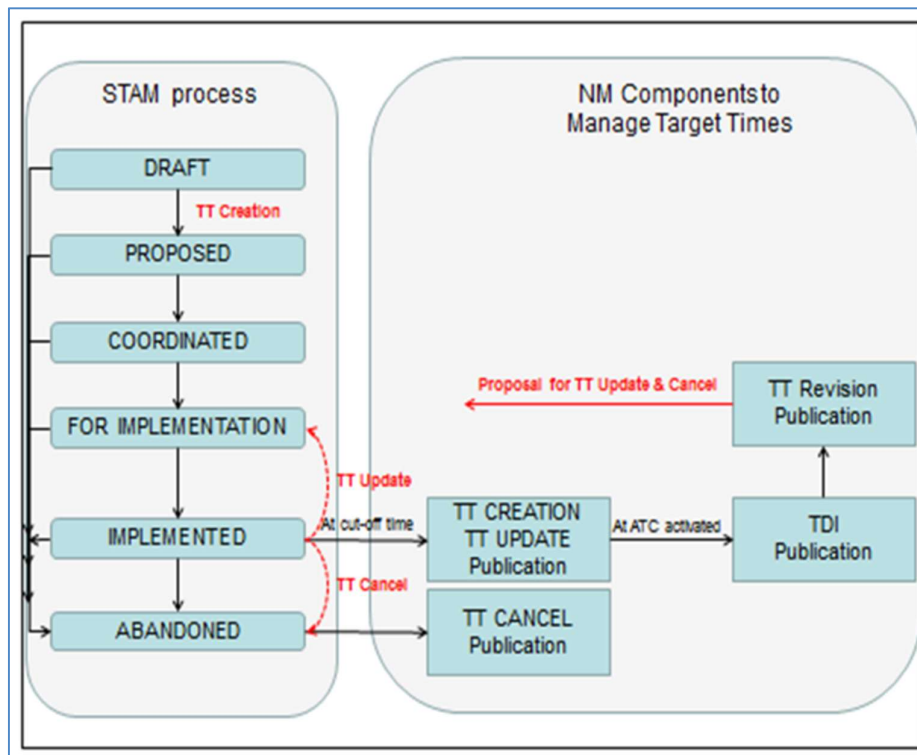 STAM process
NM Components to
Manage Target Times
DRAFT
TT Creation
PROPOSED
COORDINATED
Proposal for TT Update & Cancel
TT Revision
Publication
FOR IMPLEMENTATION
TT Update
IMPLEMENTED
At cut-off time
TT CREATION
TT UPDATE
Publication
At ATC activated
TDI
Publication
TT Cancel
ABANDONED
TT CANCEL
Publication